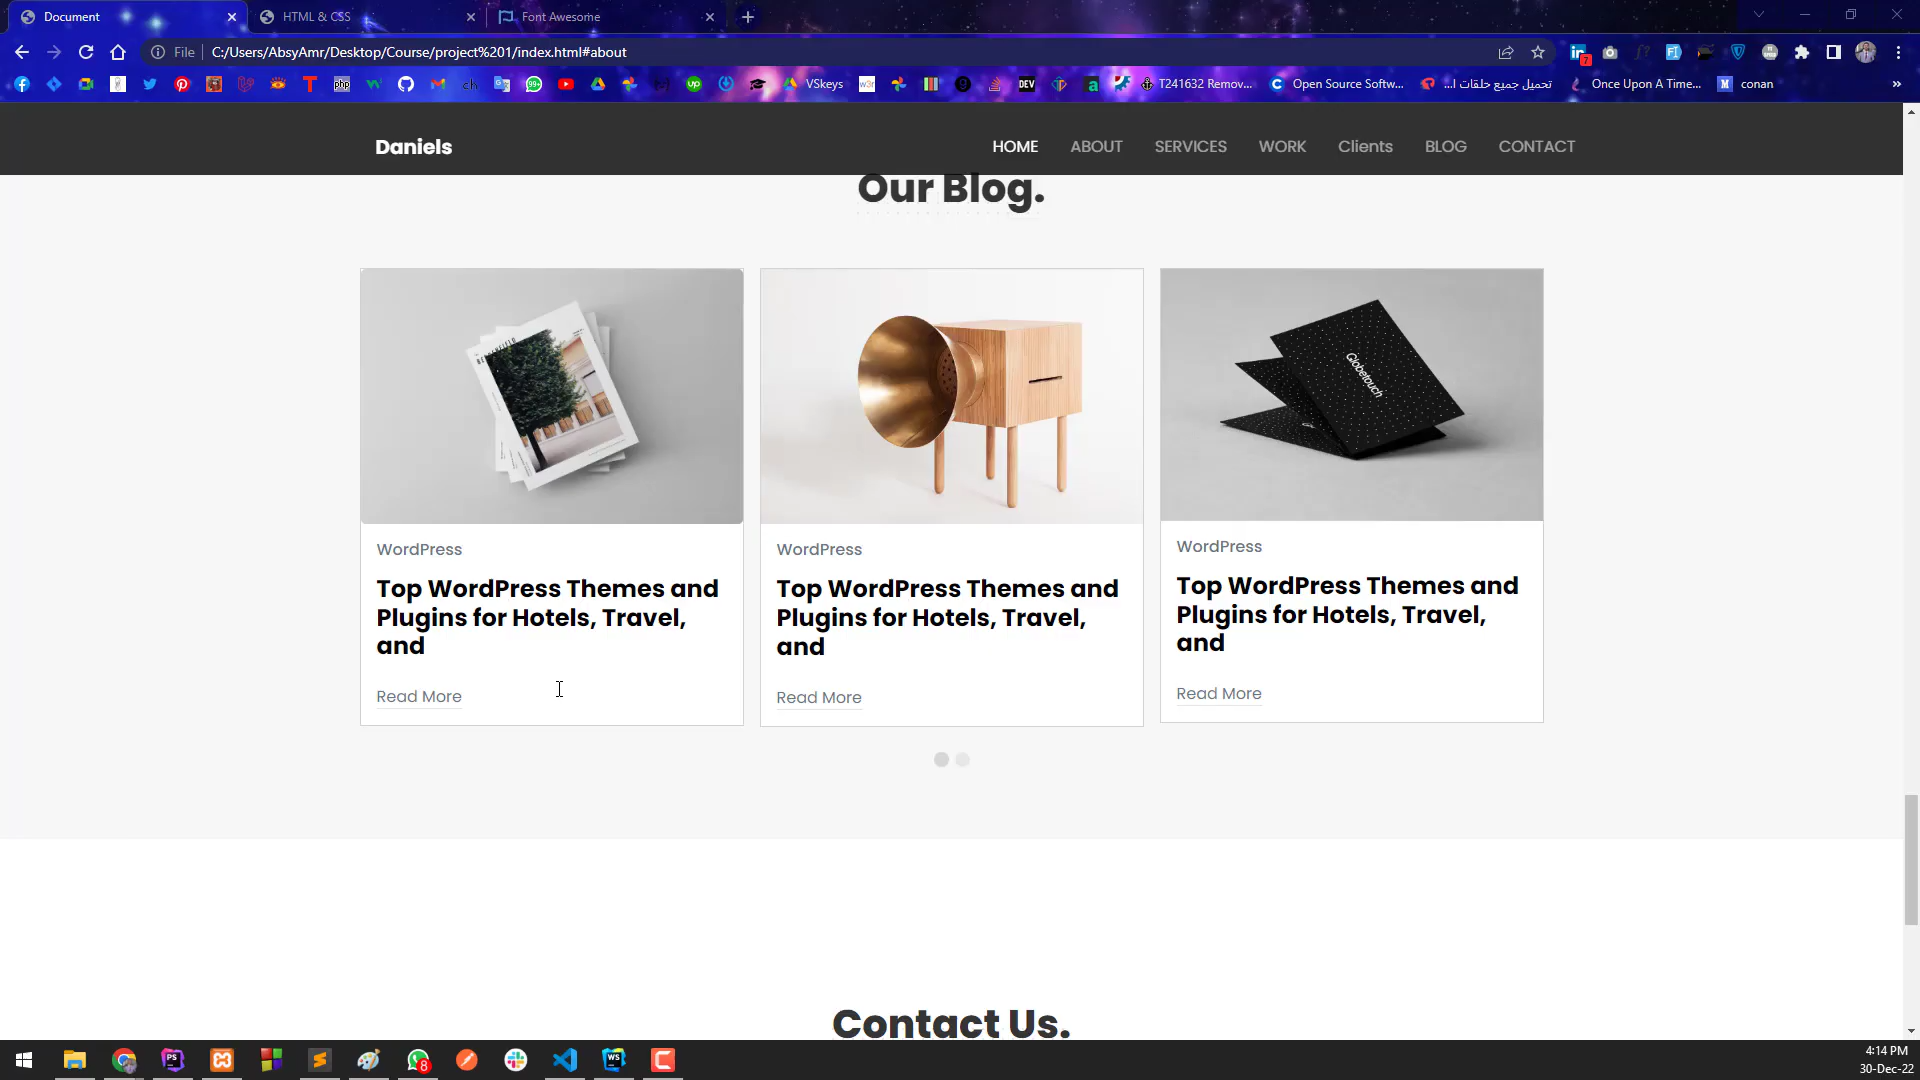 Document
HTML & CSS
Font Awesome
File
C:/Users/AbsyAmr/Desktop/Course/project%201/index.html#about
7
VSkeys
DEV
T241632 Remov...
Open Source Softw...
تحميل جميع حلقات ا...
Once Upon A Time...
conan
Daniels
HOME
ABOUT
SERVICES
WORK
Clients
BLOG
CONTACT
Our Blog.
Globetouch
WordPress
Top WordPress Themes and
Plugins for Hotels, Travel,
and
Read More
WordPress
Top WordPress Themes and
Plugins for Hotels, Travel,
and
Read More
WordPress
Top WordPress Themes and
Plugins for Hotels, Travel,
and
Read More
Contact Us.
8
4:14 PM
30-Dec-22